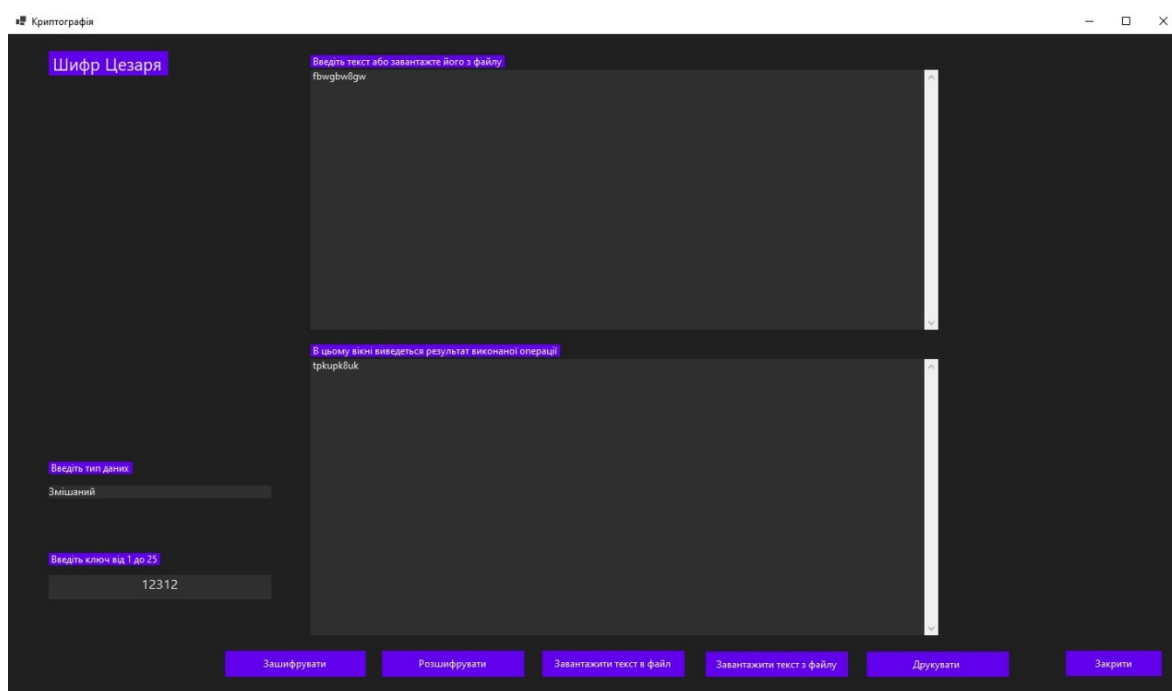 Криптографія
Шифр Цезаря
Введіть текст або завантажте його з файлу
fbwgbw8gw
В цьому вікні виведеться результат виконаної операції
tpkupk8uk
Введіть тип даних
Змішаний
Введіть ключ від 1 до 25
12312
Зашифрувати
Розшифрувати
Завантажити текст в файл
Завантажити текст з файлу
Друкувати
Закрити